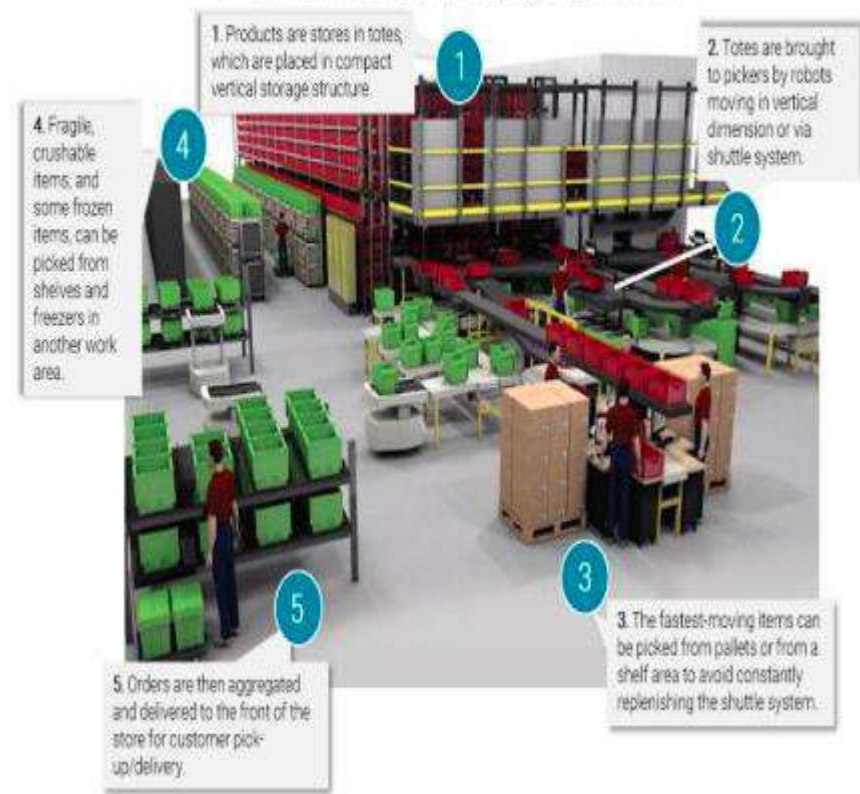 1. Products are stores in totes,
which are placed in compact
vertical storage structure
1
2. Totes are brought
to pickers by robots
moving in vertical
dimension or via
shuttle system.
4. Fragile,
crushable
items, and
some frozen
items, can be
picked from
shelves and
freezers in
another work
area.
4
2
3
3. The fastest-moving items can
be picked from pallets or from a
shelf area to avoid constantly
replenishing the shuttle system.
5
5. Orders are then aggregated
and delivered to the front of the
store for customer pick-
up/delivery.